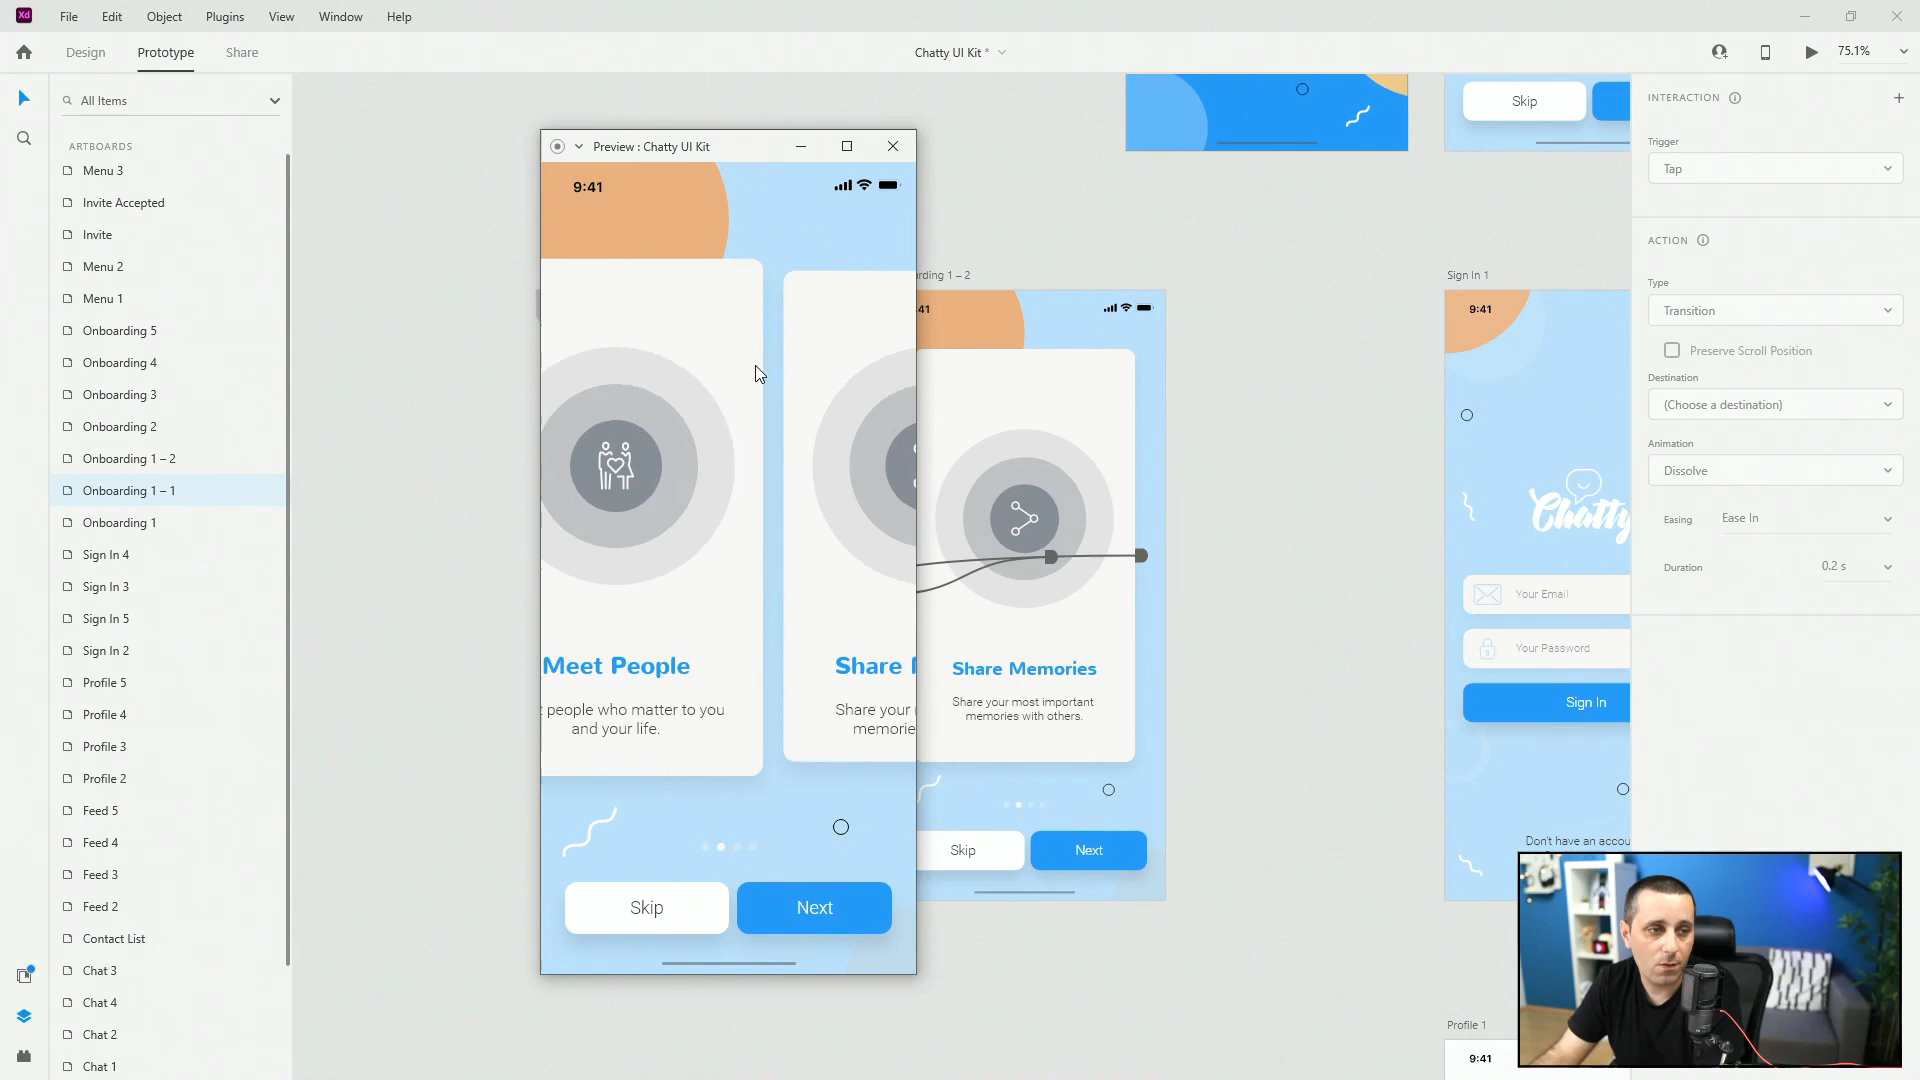 Xd File Edit Object Plugins View Window Help
Design Prototype Share
Chatty UI Kit *
75.1%
All Items
ARTBOARDS
Menu 3
Invite Accepted
Invite
Menu 2
Menu 1
Onboarding 5
Onboarding 4
Onboarding 3
Onboarding 2
Onboarding 1 – 2
Onboarding 1 – 1
Onboarding 1
Sign In 4
Sign In 3
Sign In 5
Sign In 2
Profile 5
Profile 4
Profile 3
Profile 2
Feed 5
Feed 4
Feed 3
Feed 2
Contact List
Chat 3
Chat 4
Chat 2
Chat 1
Preview : Chatty UI Kit
9:41
Meet People
people who matter to you
and your life.
Share
Share your
memorie
Skip
Next
rding 1 – 2
41
Share Memories
Share your most important
memories with others.
Skip
Next
Skip
Sign In 1
9:41
Chatty
Your Email
Your Password
Sign In
Don't have an accou
Profile 1
9:41
INTERACTION
Trigger
Tap
ACTION
Type
Transition
Preserve Scroll Position
Destination
(Choose a destination)
Animation
Dissolve
Easing
Ease In
Duration
0.2 s